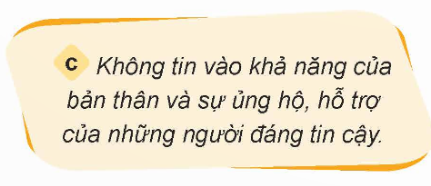 C Không tin vào khả năng của
bản thân và sự ủng hộ, hỗ trợ
của những người đáng tin cậy.